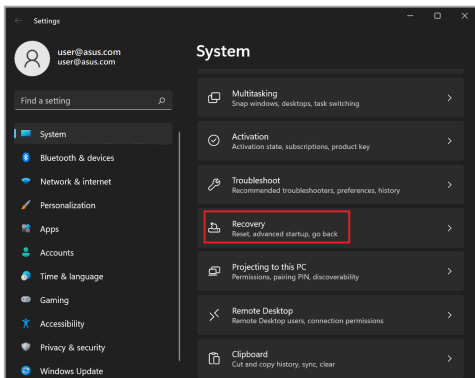 Settings
user@asus.com
user@asus.com
Find a setting
System
Bluetooth & devices
Network & internet
Personalization
Apps
Accounts
Time & language
Gaming
Accessibility
Privacy & security
Windows Update
System
Multitasking
Snap windows, desktops, task switching
Activation
Activation state, subscriptions, product key
Troubleshoot
Recommended troubleshooters, preferences, history
Recovery
Reset, advanced startup, go back
Projecting to this PC
Permissions, pairing PIN, discoverability
Remote Desktop
Remote Desktop users, connection permissions
Clipboard
Cut and copy history, sync, clear